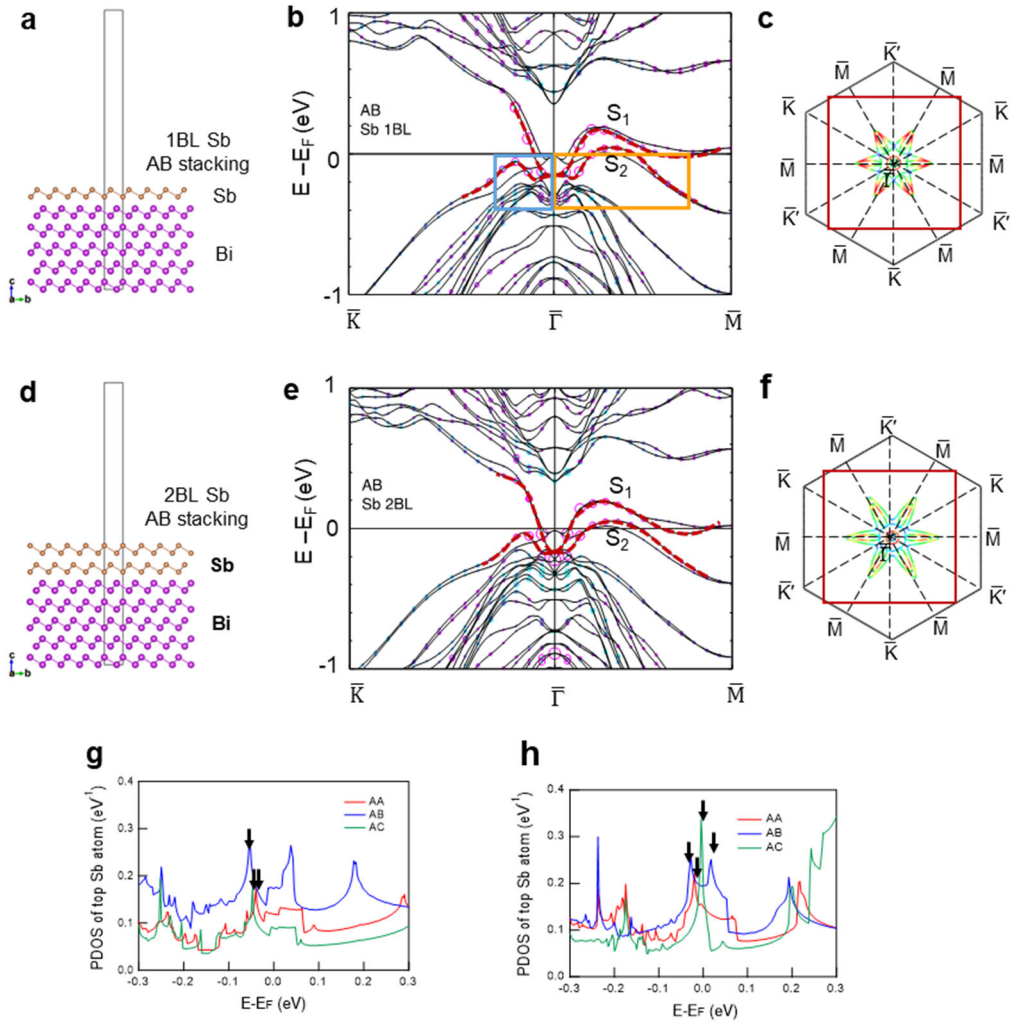 a
1BL Sb
AB stacking
Sb
Bi
c
a b
b
E − E_F (eV)
1
0
-1
AB
Sb 1BL
S₁
S₂
K̅
Γ̅
M̅
c
K̅′
M̅
M̅
K̅
K̅
M̅
M̅
Γ̅
K̅′
K̅′
M̅
M̅
K̅
d
2BL Sb
AB stacking
Sb
Bi
c
a b
e
E − E_F (eV)
1
0
-1
AB
Sb 2BL
S₁
S₂
K̅
Γ̅
M̅
f
K̅′
M̅
M̅
K̅
K̅
M̅
M̅
Γ̅
K̅′
K̅′
M̅
M̅
K̅
g
PDOS of top Sb atom (eV⁻¹)
0.4
0.3
0.2
0.1
0.0
AA
AB
AC
-0.3 -0.2 -0.1 0.0 0.1 0.2 0.3
E-E_F (eV)
h
PDOS of top Sb atom (eV⁻¹)
0.4
0.3
0.2
0.1
0.0
AA
AB
AC
-0.3 -0.2 -0.1 0.0 0.1 0.2 0.3
E-E_F (eV)